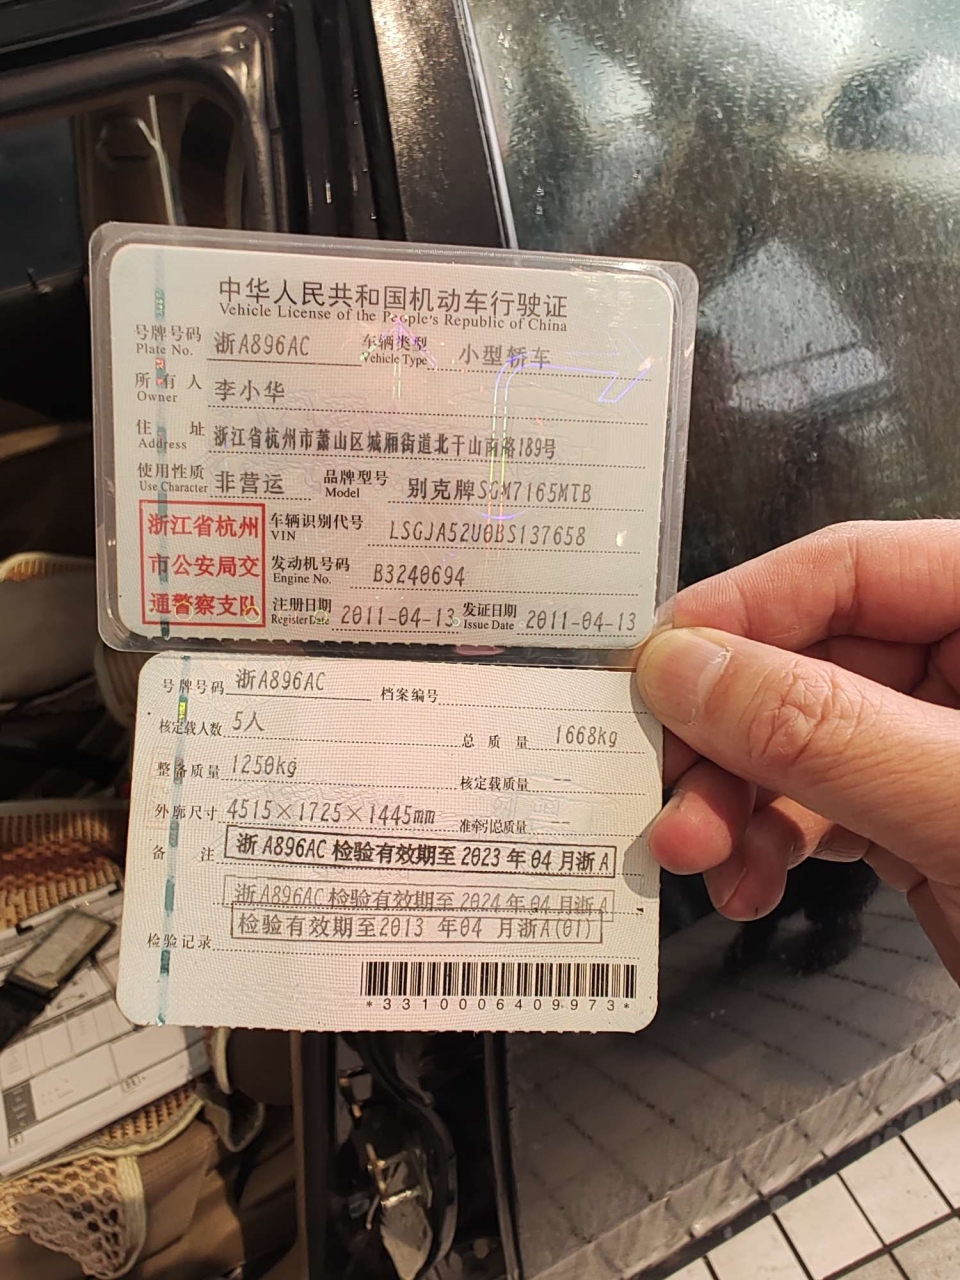 中华人民共和国机动车行驶证
Vehicle License of the People's Republic of China
号牌号码 浙A896AC 车辆类型 小型轿车
Plate No. Vehicle Type
所有人 李小华
Owner
住址 浙江省杭州市萧山区城厢街道北干山南路189号
Address
使用性质 非营运 品牌型号 别克牌SGM7165MTB
Use Character Model
浙江省杭州
市公安局交
通警察支队
车辆识别代号 LSGJA52U0BS137658
VIN
发动机号码 B3240694
Engine No.
注册日期 2011-04-13 发证日期 2011-04-13
Register Date Issue Date
号牌号码 浙A896AC 档案编号
核定载人数 5人 总质量 1668kg
整备质量 1250kg 核定载质量 --
外廓尺寸 4515×1725×1445mm 准牵引总质量 --
备注 浙A896AC 检验有效期至 2023 年 04 月浙A
浙A896AC 检验有效期至 2024 年 04 月浙A
检验有效期至2013 年04 月浙A(01)
检验记录
*3310006409973*